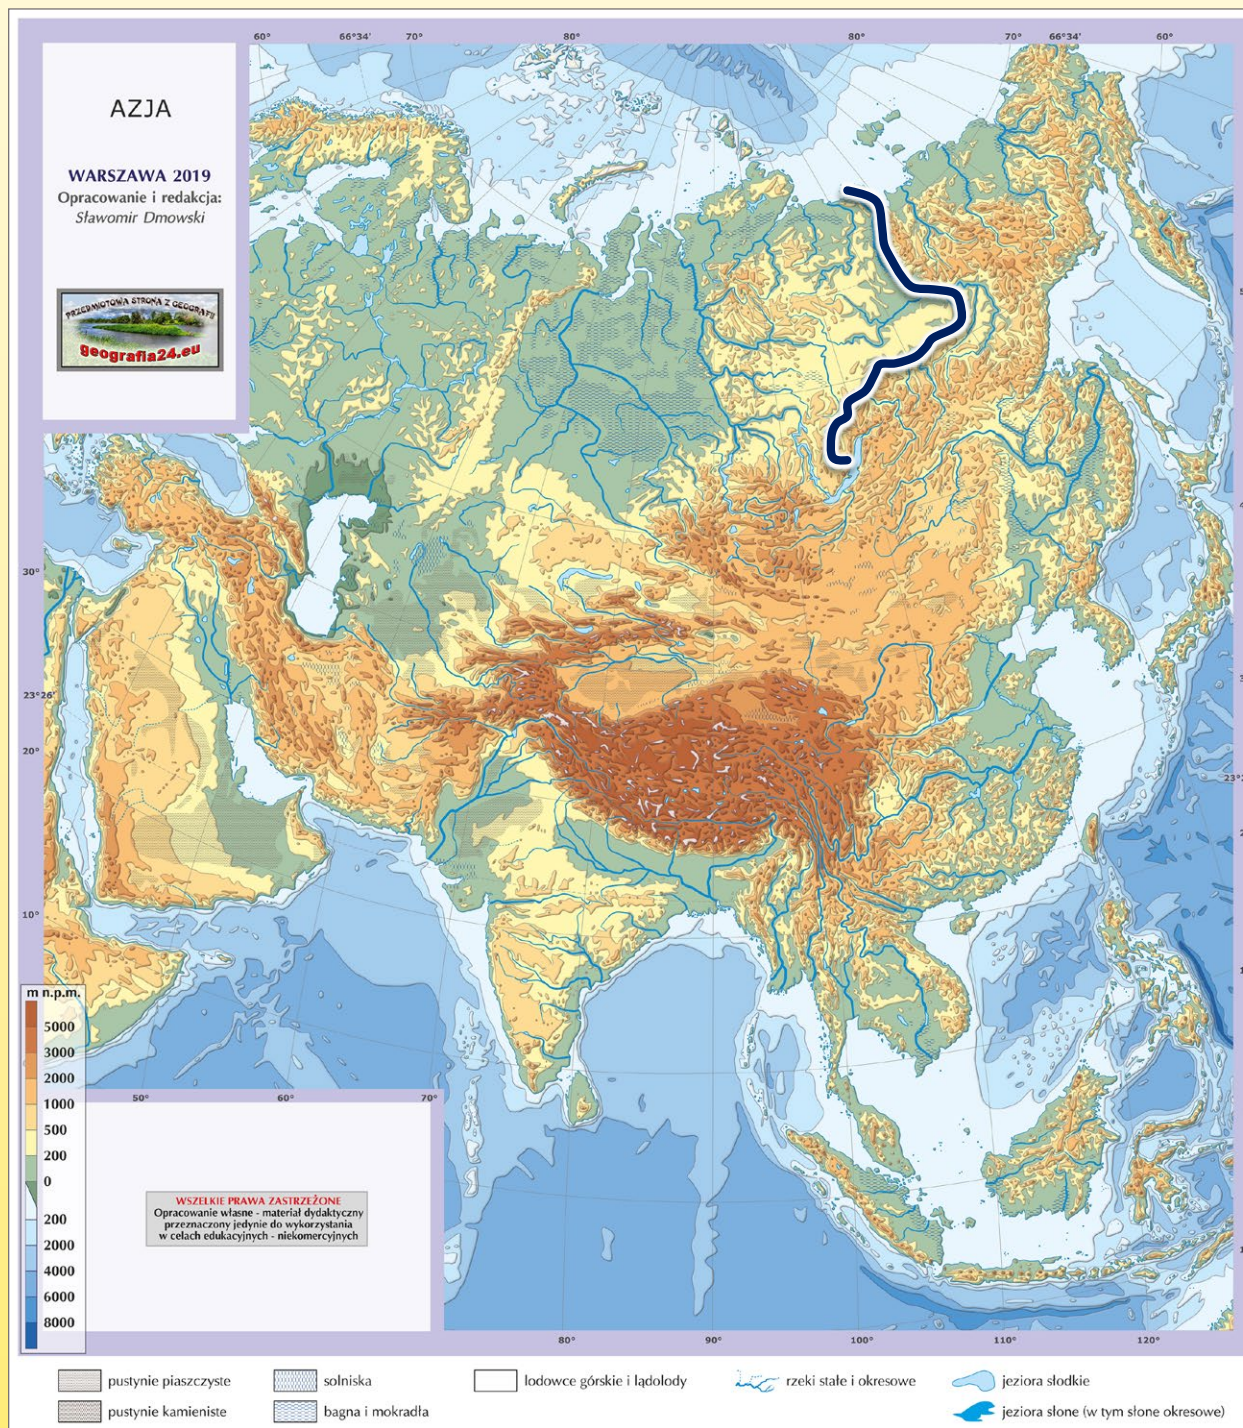 60° 66°34' 70° 80° 80° 70° 66°34' 60°
AZJA
WARSZAWA 2019
Opracowanie i redakcja:
Sławomir Dmowski
PRZEDMIOTOWA STRONA Z GEOGRAFII
geografia24.eu
30°
23°26'
20°
10°
m n.p.m.
5000
3000
2000
1000
500
200
0
200
2000
4000
6000
8000
50° 60° 70°
WSZELKIE PRAWA ZASTRZEŻONE
Opracowanie własne - materiał dydaktyczny
przeznaczony jedynie do wykorzystania
w celach edukacyjnych - niekomercyjnych
80° 90° 100° 110° 120°
pustynie piaszczyste solniska lodowce górskie i lądolody rzeki stałe i okresowe jeziora słodkie
pustynie kamieniste bagna i mokradła jeziora słone (w tym słone okresowe)